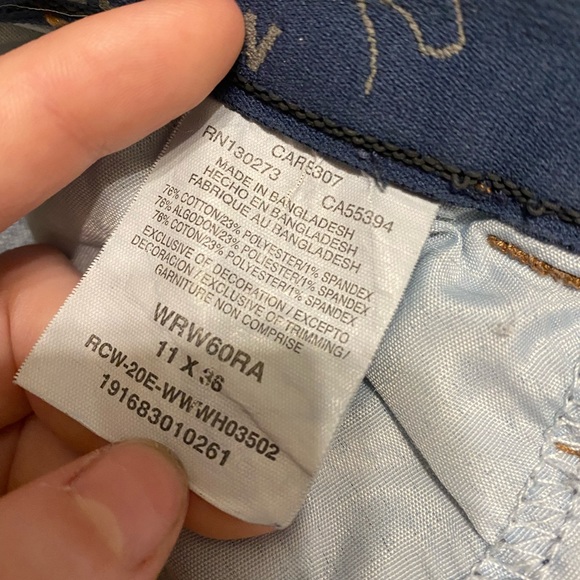 CAR5307
RN130273 CA55394
MADE IN BANGLADESH
HECHO EN BANGLADESH
FABRIQUE AU BANGLADESH
76% COTTON/23% POLYESTER/1% SPANDEX
76% ALGODON/23% POLIESTER/1% SPANDEX
76% COTON/23% POLYESTER/1% SPANDEX
EXCLUSIVE OF DECORATION/EXCEPTO
DECORACION/EXCLUSIVE OF TRIMMING/
GARNITURE NON COMPRISE
WRW60RA
11 X 36
RCW-20E-WWWH03502
191683010261